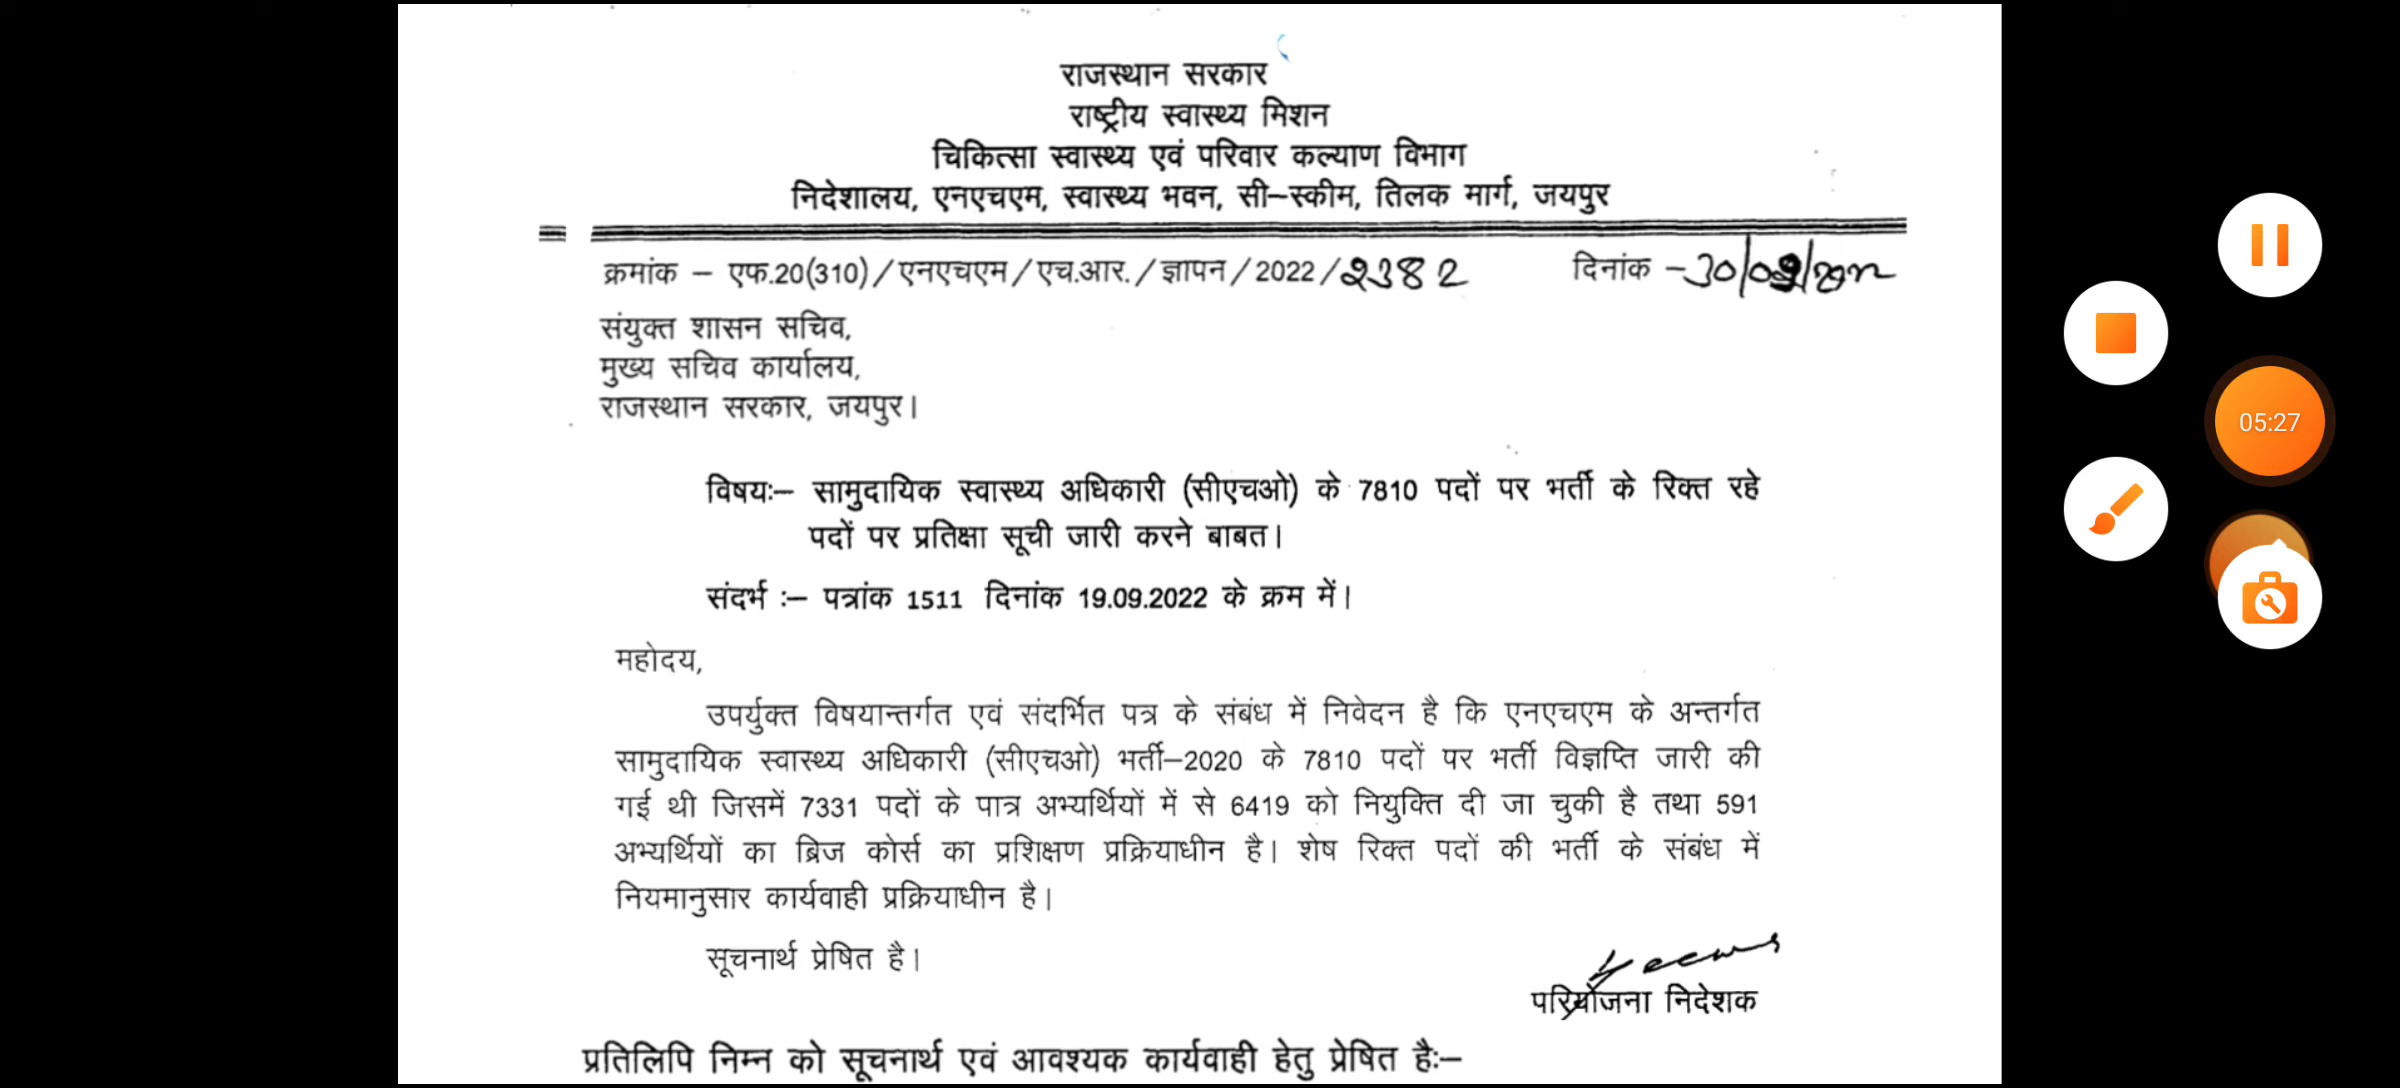 राजस्थान सरकार
राष्ट्रीय स्वास्थ्य मिशन
चिकित्सा स्वास्थ्य एवं परिवार कल्याण विभाग
निदेशालय, एनएचएम, स्वास्थ्य भवन, सी–स्कीम, तिलक मार्ग, जयपुर
क्रमांक – एफ.20(310)/एनएचएम/एच.आर./ज्ञापन/2022/2382 दिनांक –30/09/2022
संयुक्त शासन सचिव,
मुख्य सचिव कार्यालय,
राजस्थान सरकार, जयपुर।
विषयः– सामुदायिक स्वास्थ्य अधिकारी (सीएचओ) के 7810 पदों पर भर्ती के रिक्त रहे
पदों पर प्रतिक्षा सूची जारी करने बाबत।
संदर्भ :– पत्रांक 1511 दिनांक 19.09.2022 के क्रम में।
महोदय,
उपर्युक्त विषयान्तर्गत एवं संदर्भित पत्र के संबंध में निवेदन है कि एनएचएम के अन्तर्गत
सामुदायिक स्वास्थ्य अधिकारी (सीएचओ) भर्ती–2020 के 7810 पदों पर भर्ती विज्ञप्ति जारी की
गई थी जिसमें 7331 पदों के पात्र अभ्यर्थियों में से 6419 को नियुक्ति दी जा चुकी है तथा 591
अभ्यर्थियों का ब्रिज कोर्स का प्रशिक्षण प्रक्रियाधीन है। शेष रिक्त पदों की भर्ती के संबंध में
नियमानुसार कार्यवाही प्रक्रियाधीन है।
सूचनार्थ प्रेषित है।
परियोजना निदेशक
प्रतिलिपि निम्न को सूचनार्थ एवं आवश्यक कार्यवाही हेतु प्रेषित हैः–
05:27